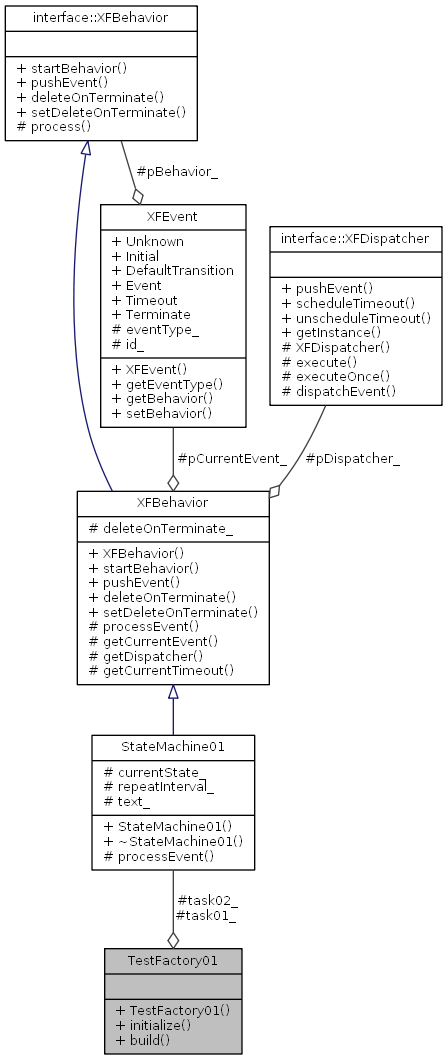 interface::XFBehavior
+ startBehavior()
+ pushEvent()
+ deleteOnTerminate()
+ setDeleteOnTerminate()
# process()
#pBehavior_
XFEvent
+ Unknown
+ Initial
+ DefaultTransition
+ Event
+ Timeout
+ Terminate
# eventType_
# id_
+ XFEvent()
+ getEventType()
+ getBehavior()
+ setBehavior()
interface::XFDispatcher
+ pushEvent()
+ scheduleTimeout()
+ unscheduleTimeout()
+ getInstance()
# XFDispatcher()
# execute()
# executeOnce()
# dispatchEvent()
#pCurrentEvent_
#pDispatcher_
XFBehavior
# deleteOnTerminate_
+ XFBehavior()
+ startBehavior()
+ pushEvent()
+ deleteOnTerminate()
+ setDeleteOnTerminate()
# processEvent()
# getCurrentEvent()
# getDispatcher()
# getCurrentTimeout()
StateMachine01
# currentState_
# repeatInterval_
# text_
+ StateMachine01()
+ ~StateMachine01()
# processEvent()
#task02_
#task01_
TestFactory01
+ TestFactory01()
+ initialize()
+ build()